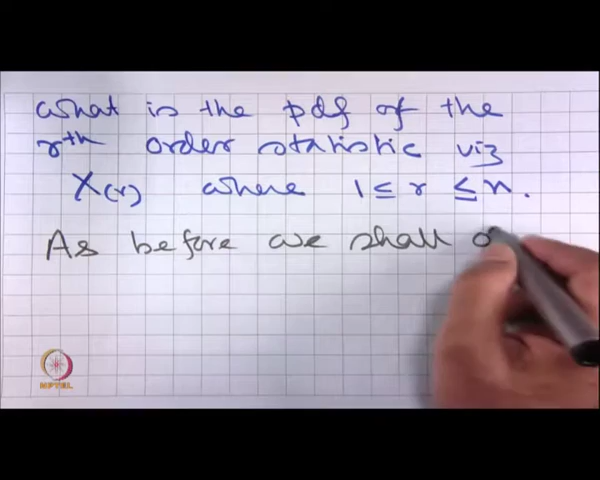 what is the pdf of the
rth order statistic viz
X(r) where 1 ≤ r ≤ n.
As before we shall
NPTEL